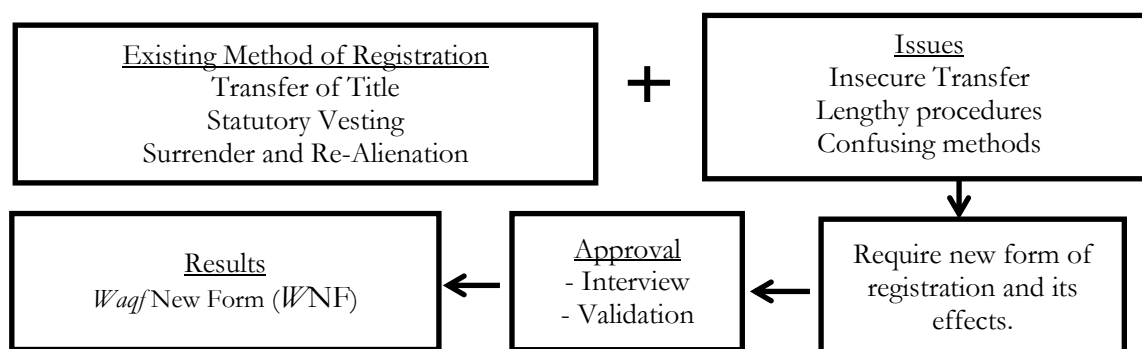 Existing Method of Registration
Transfer of Title
Statutory Vesting
Surrender and Re-Alienation
+
Issues
Insecure Transfer
Lengthy procedures
Confusing methods
Require new form of
registration and its
effects.
Approval
- Interview
- Validation
Results
Waqf New Form (WNF)